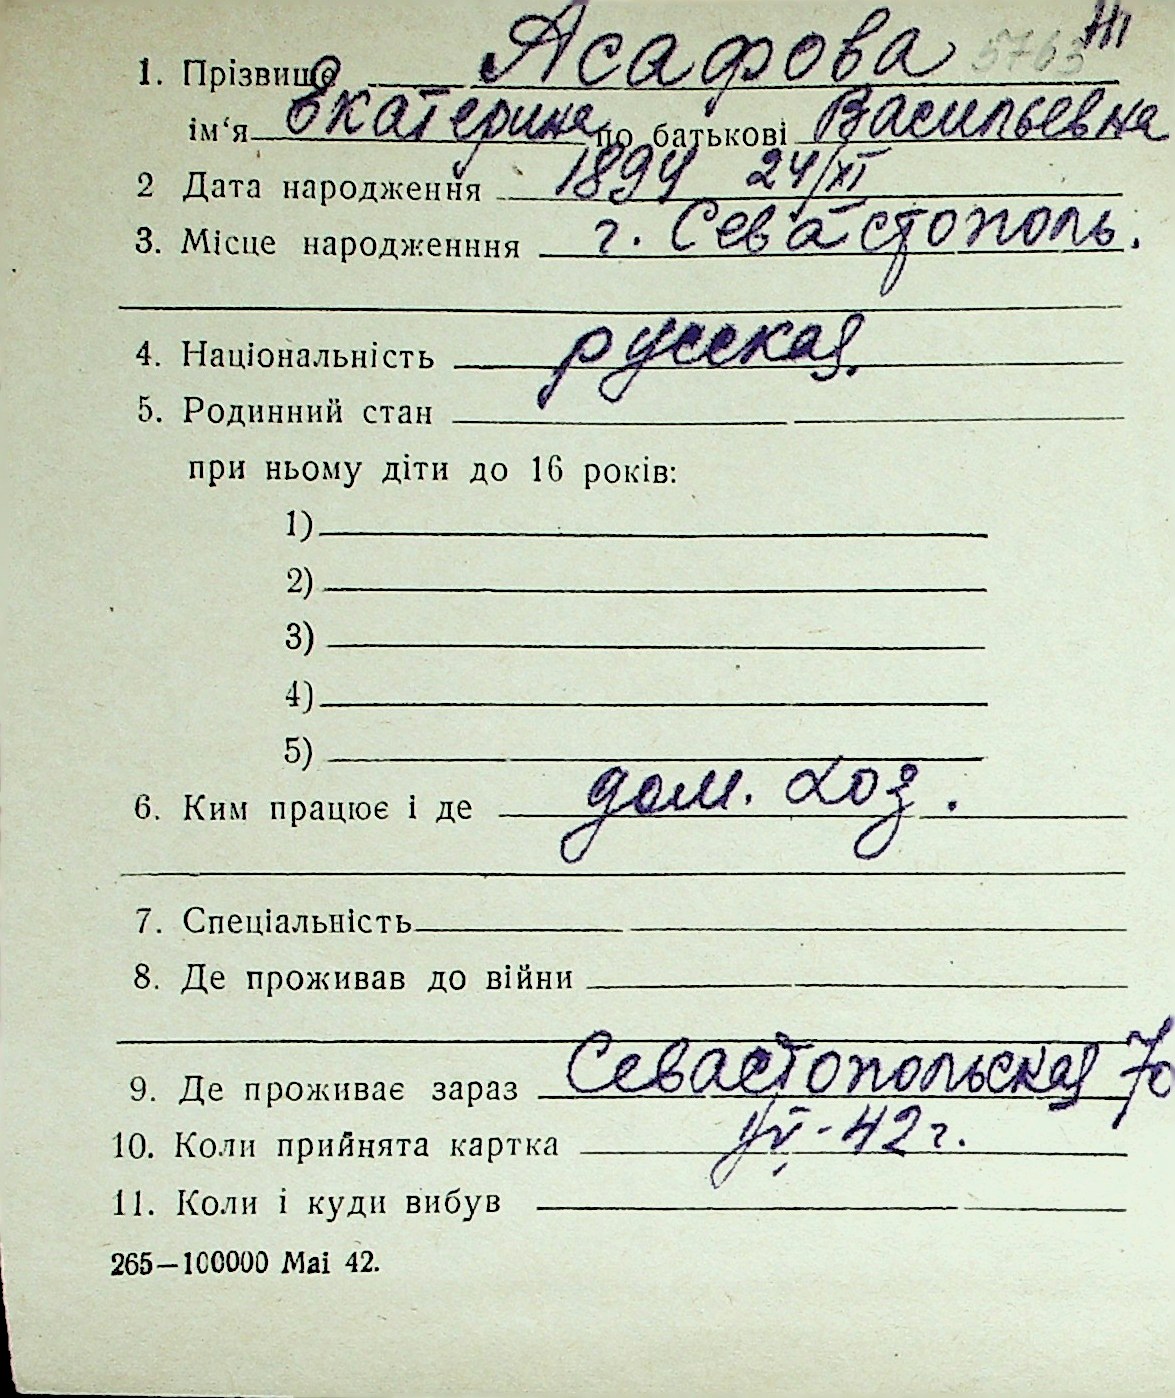 1. Прізвище Асафова 5763
ім‘я Екатерина по батькові Васильевна
2 Дата народження 1894 24/XI
3. Місце народженння г. Севастополь.
4. Національність русская.
5. Родинний стан
при ньому діти до 16 років:
1)
2)
3)
4)
5)
6. Ким працює і де дом. хоз.
7. Спеціальність
8. Де проживав до війни
9. Де проживає зараз Севастопольская 70
10. Коли прийнята картка 42 г.
11. Коли і куди вибув
265—100000 Mai 42.